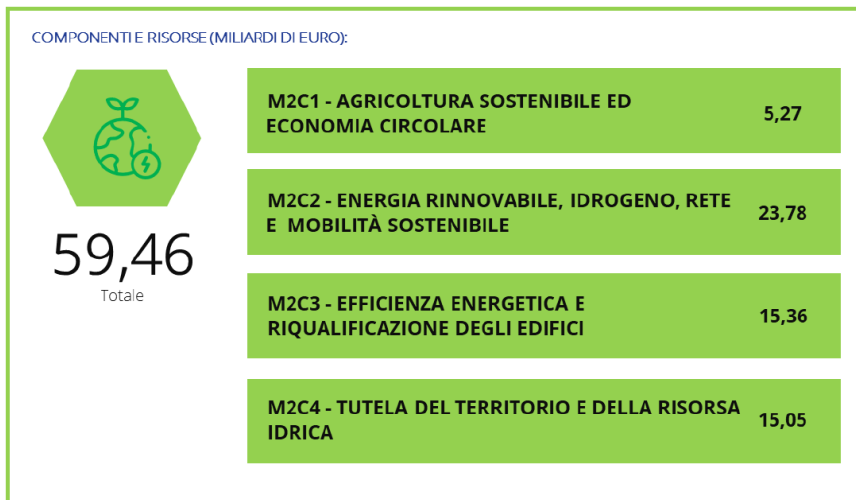 COMPONENTI E RISORSE (MILIARDI DI EURO):
M2C1 - AGRICOLTURA SOSTENIBILE ED
ECONOMIA CIRCOLARE
5,27
M2C2 - ENERGIA RINNOVABILE, IDROGENO, RETE
E MOBILITÀ SOSTENIBILE
23,78
59,46
Totale
M2C3 - EFFICIENZA ENERGETICA E
RIQUALIFICAZIONE DEGLI EDIFICI
15,36
M2C4 - TUTELA DEL TERRITORIO E DELLA RISORSA
IDRICA
15,05